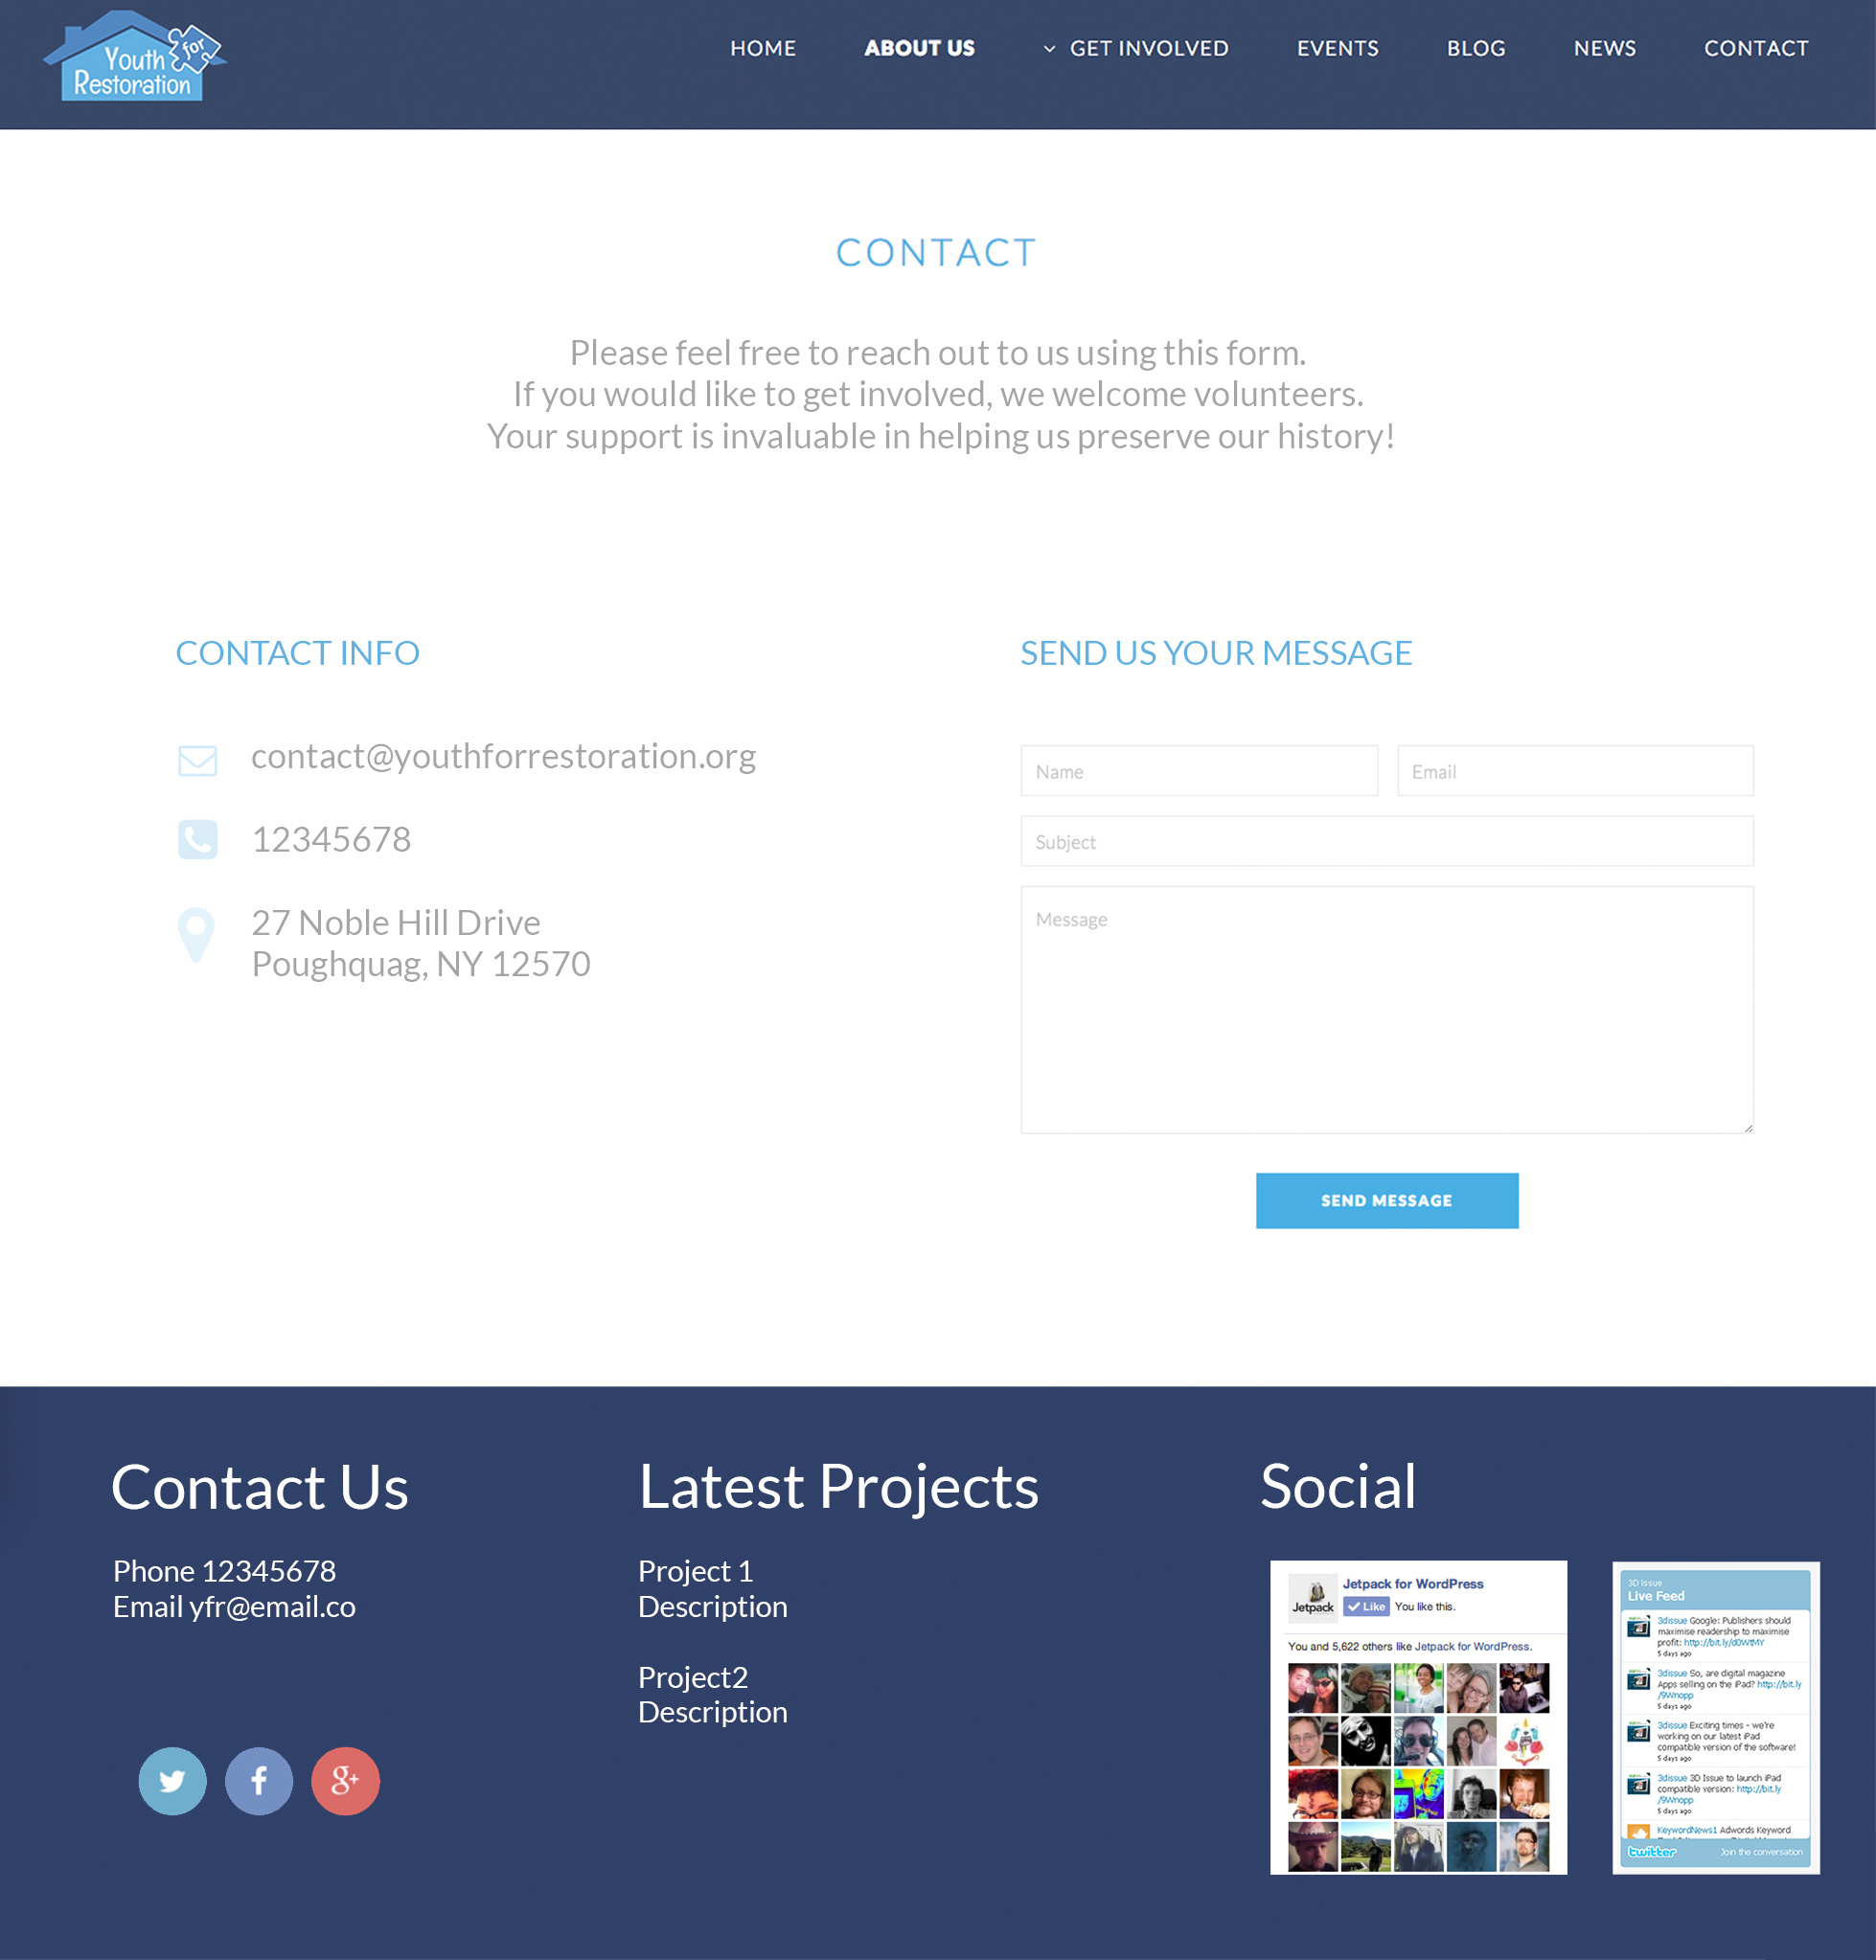 Youth for
Restoration
HOME
ABOUT US
GET INVOLVED
EVENTS
BLOG
NEWS
CONTACT
CONTACT
Please feel free to reach out to us using this form.
If you would like to get involved, we welcome volunteers.
Your support is invaluable in helping us preserve our history!
CONTACT INFO
contact@youthforrestoration.org
12345678
27 Noble Hill Drive
Poughquag, NY 12570
SEND US YOUR MESSAGE
Name
Email
Subject
Message
SEND MESSAGE
Contact Us
Phone 12345678
Email yfr@email.co
g+
Latest Projects
Project 1
Description
Project2
Description
Social
Jetpack
Jetpack for WordPress
Like You like this.
You and 5,622 others like Jetpack for WordPress.
3D Issue
Live Feed
3dissue Google: Publishers should
maximise readership to maximise
profit: http://bit.ly/d0WtMY
5 days ago
3dissue So, are digital magazine
Apps selling on the iPad? http://bit.ly
/9Wnopp
5 days ago
3dissue Exciting times - we're
working on our latest iPad
compatible version of the software!
5 days ago
3dissue 3D Issue to launch iPad
compatible version: http://bit.ly
/9Wnopp
5 days ago
KeywordNews1 Adwords Keyword
twitter
Join the conversation